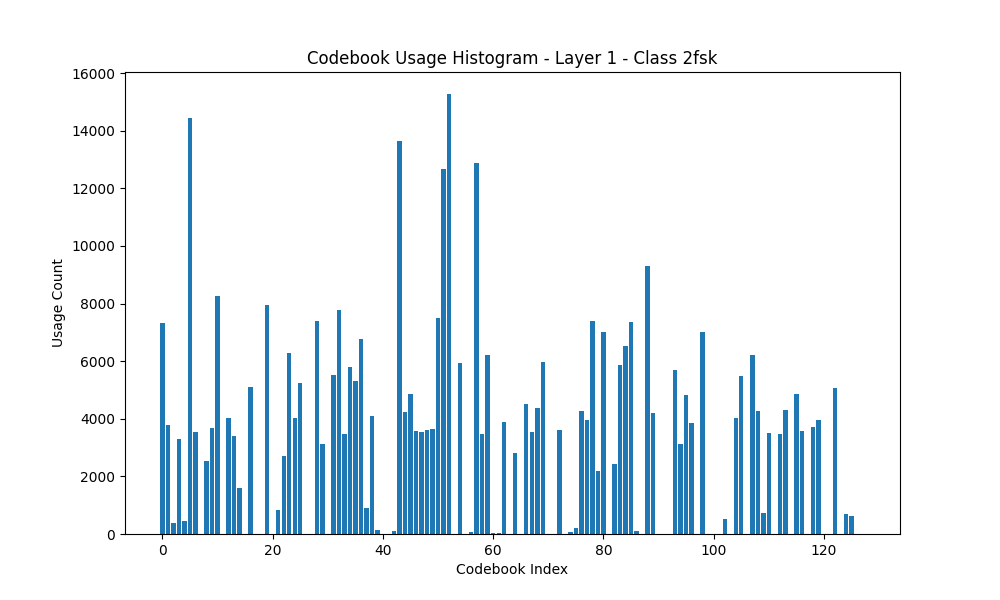 Codebook Usage Histogram - Layer 1 - Class 2fsk
16000
14000
12000
10000
8000
6000
4000
2000
0
Usage Count
0 20 40 60 80 100 120
Codebook Index